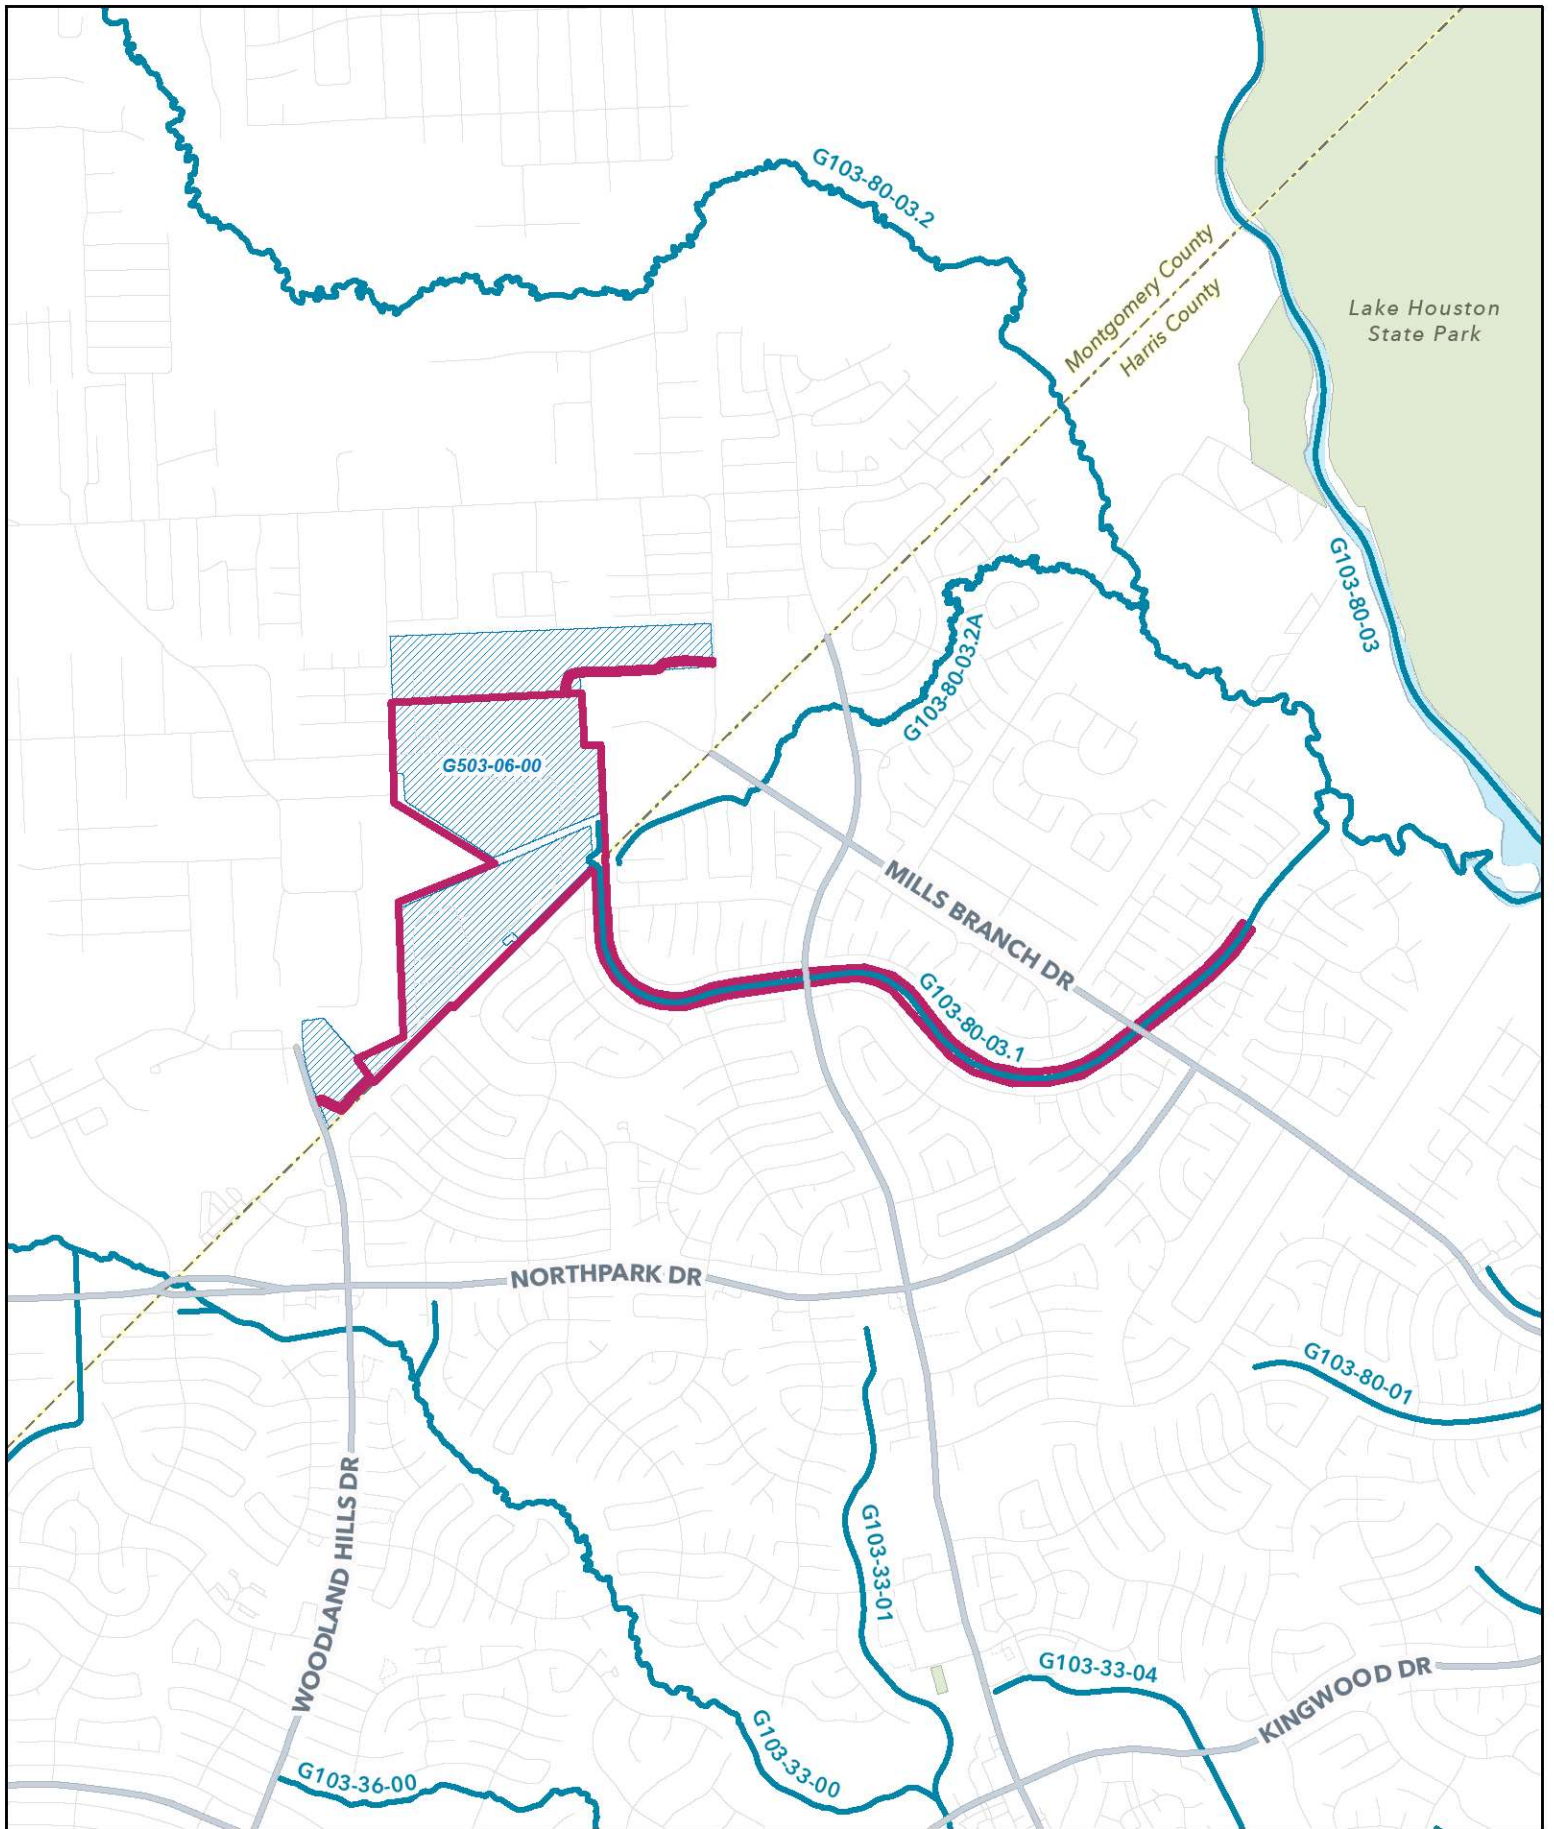 G103-80-03.2
Montgomery County
Harris County
Lake Houston
State Park
G103-80-03
G103-80-03.2A
G503-06-00
MILLS BRANCH DR
G103-80-03.1
NORTHPARK DR
G103-80-01
WOODLAND HILLS DR
G103-33-01
G103-33-04
KINGWOOD DR
G103-33-00
G103-36-00